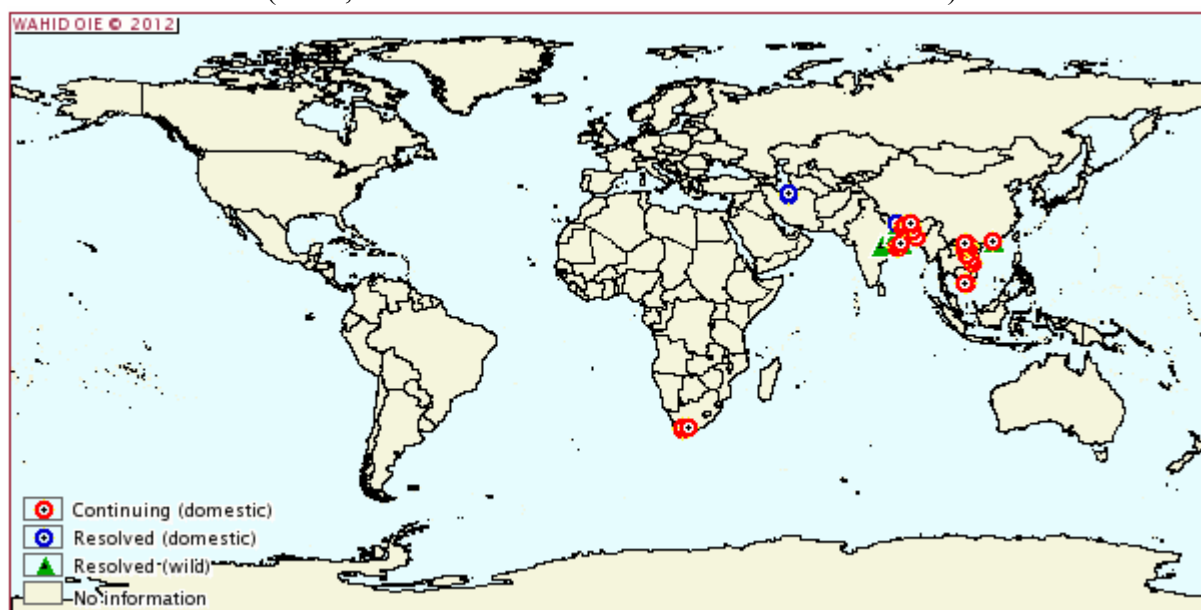 WAHID OIE © 2012
Continuing (domestic)
Resolved (domestic)
Resolved (wild)
No information